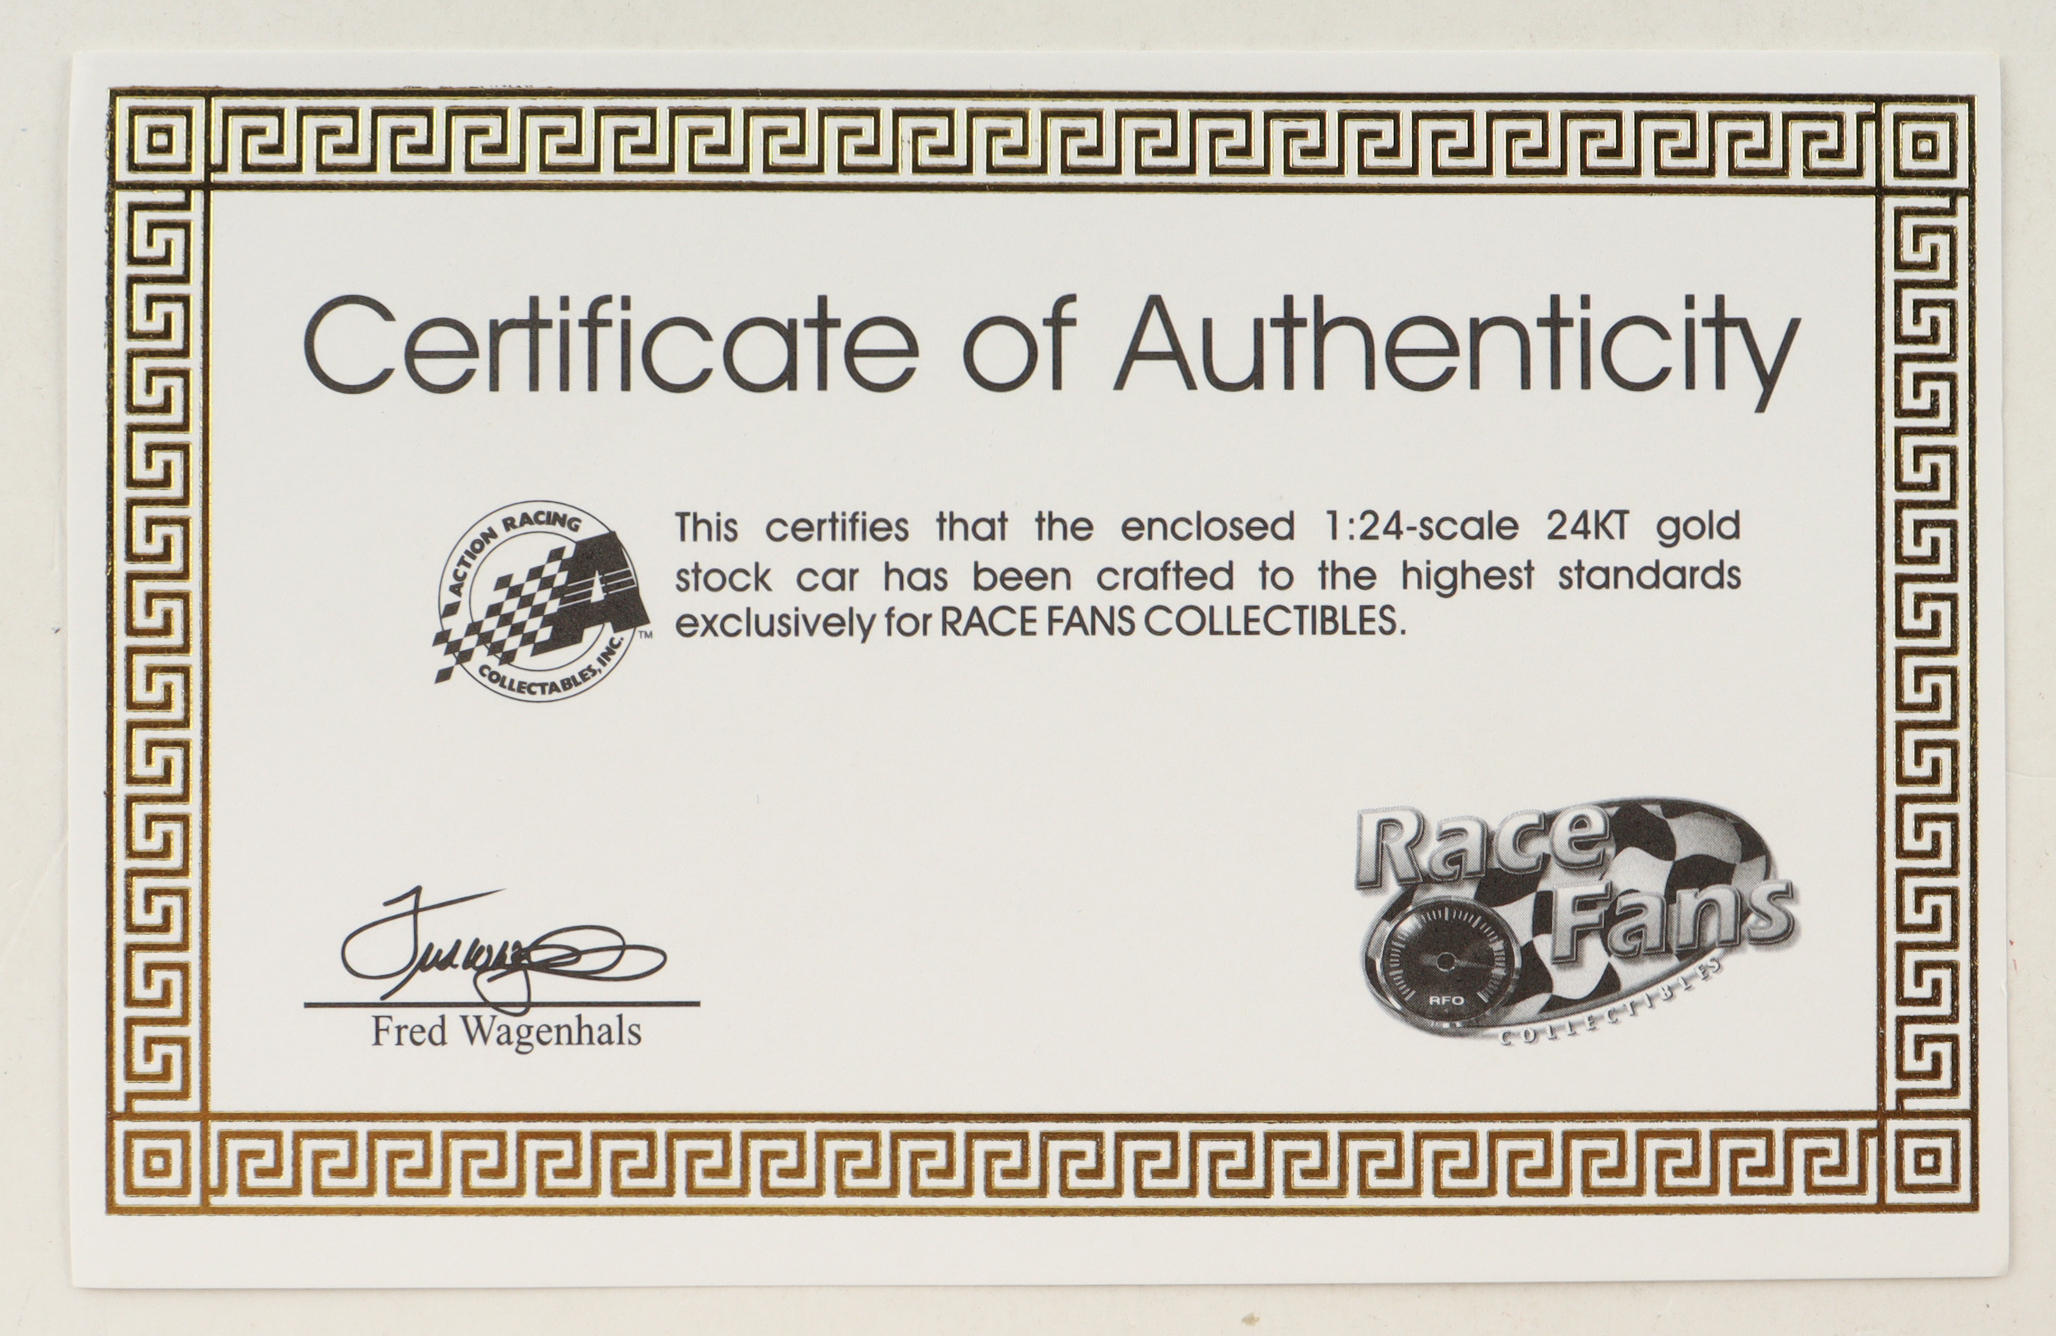 Certificate of Authenticity
ACTION RACING
COLLECTABLES, INC.
TM
This certifies that the enclosed 1:24-scale 24KT gold
stock car has been crafted to the highest standards
exclusively for RACE FANS COLLECTIBLES.
Fred Wagenhals
Race
Fans
RFO
COLLECTIBLES